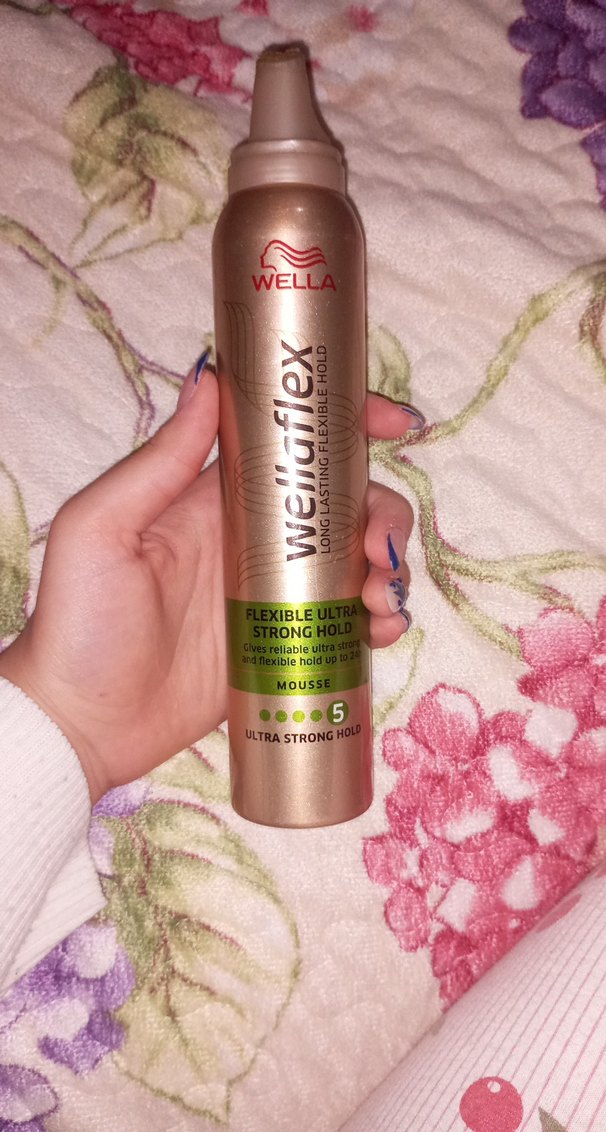 WELLA
wellaflex
LONG LASTING FLEXIBLE HOLD
FLEXIBLE ULTRA
STRONG HOLD
Gives reliable ultra strong
and flexible hold up to 24h
MOUSSE
5
ULTRA STRONG HOLD